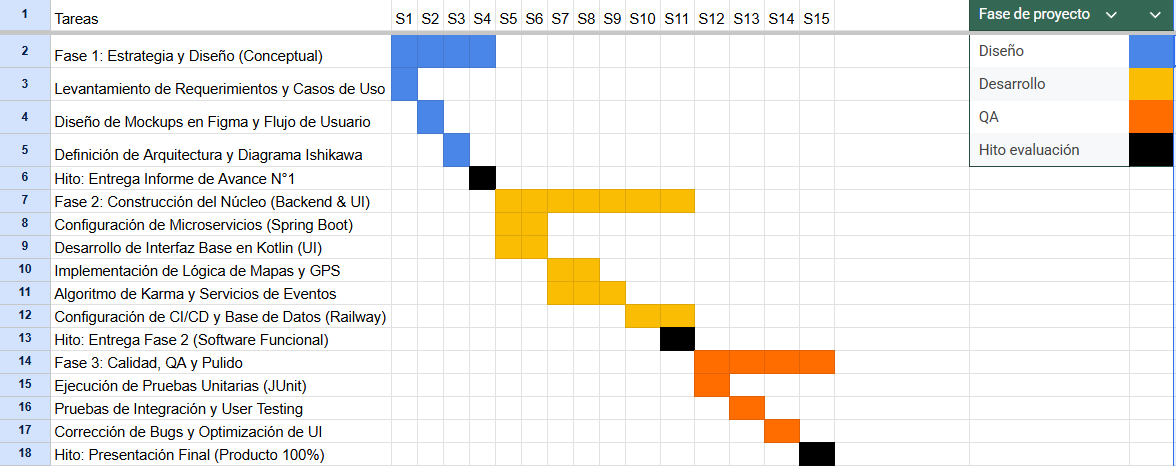 1 Tareas S1 S2 S3 S4 S5 S6 S7 S8 S9 S10 S11 S12 S13 S14 S15 Fase de proyecto
2 Fase 1: Estrategia y Diseño (Conceptual) Diseño
3 Levantamiento de Requerimientos y Casos de Uso Desarrollo
4 Diseño de Mockups en Figma y Flujo de Usuario QA
5 Definición de Arquitectura y Diagrama Ishikawa Hito evaluación
6 Hito: Entrega Informe de Avance N°1
7 Fase 2: Construcción del Núcleo (Backend & UI)
8 Configuración de Microservicios (Spring Boot)
9 Desarrollo de Interfaz Base en Kotlin (UI)
10 Implementación de Lógica de Mapas y GPS
11 Algoritmo de Karma y Servicios de Eventos
12 Configuración de CI/CD y Base de Datos (Railway)
13 Hito: Entrega Fase 2 (Software Funcional)
14 Fase 3: Calidad, QA y Pulido
15 Ejecución de Pruebas Unitarias (JUnit)
16 Pruebas de Integración y User Testing
17 Corrección de Bugs y Optimización de UI
18 Hito: Presentación Final (Producto 100%)